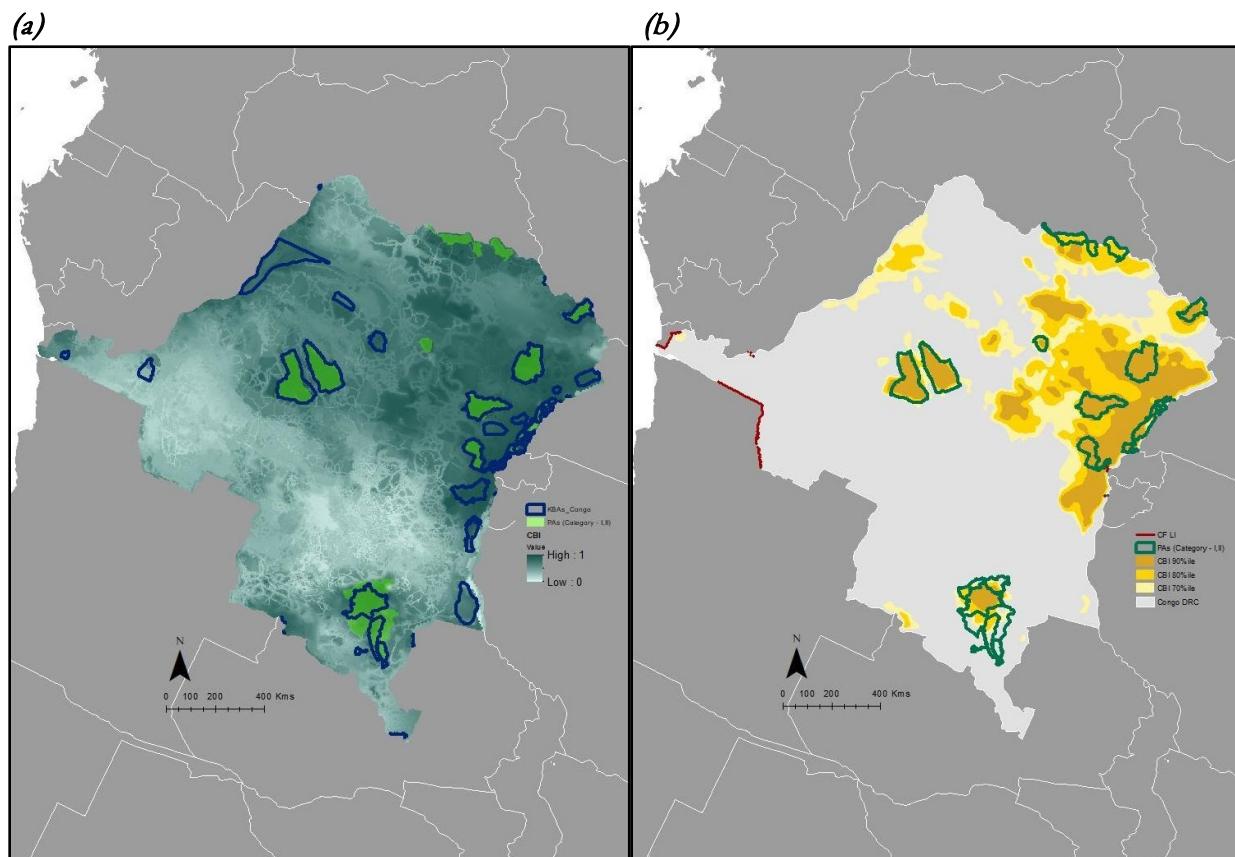 (a)
(b)
KBAs_Congo
PAs (Category - I,II)
CBI
Value
High : 1
Low : 0
N
0 100 200 400 Kms
CF LI
PAs (Category - I,II)
CBI 90%ile
CBI 80%ile
CBI 70%ile
Congo DRC
N
0 100 200 400 Kms